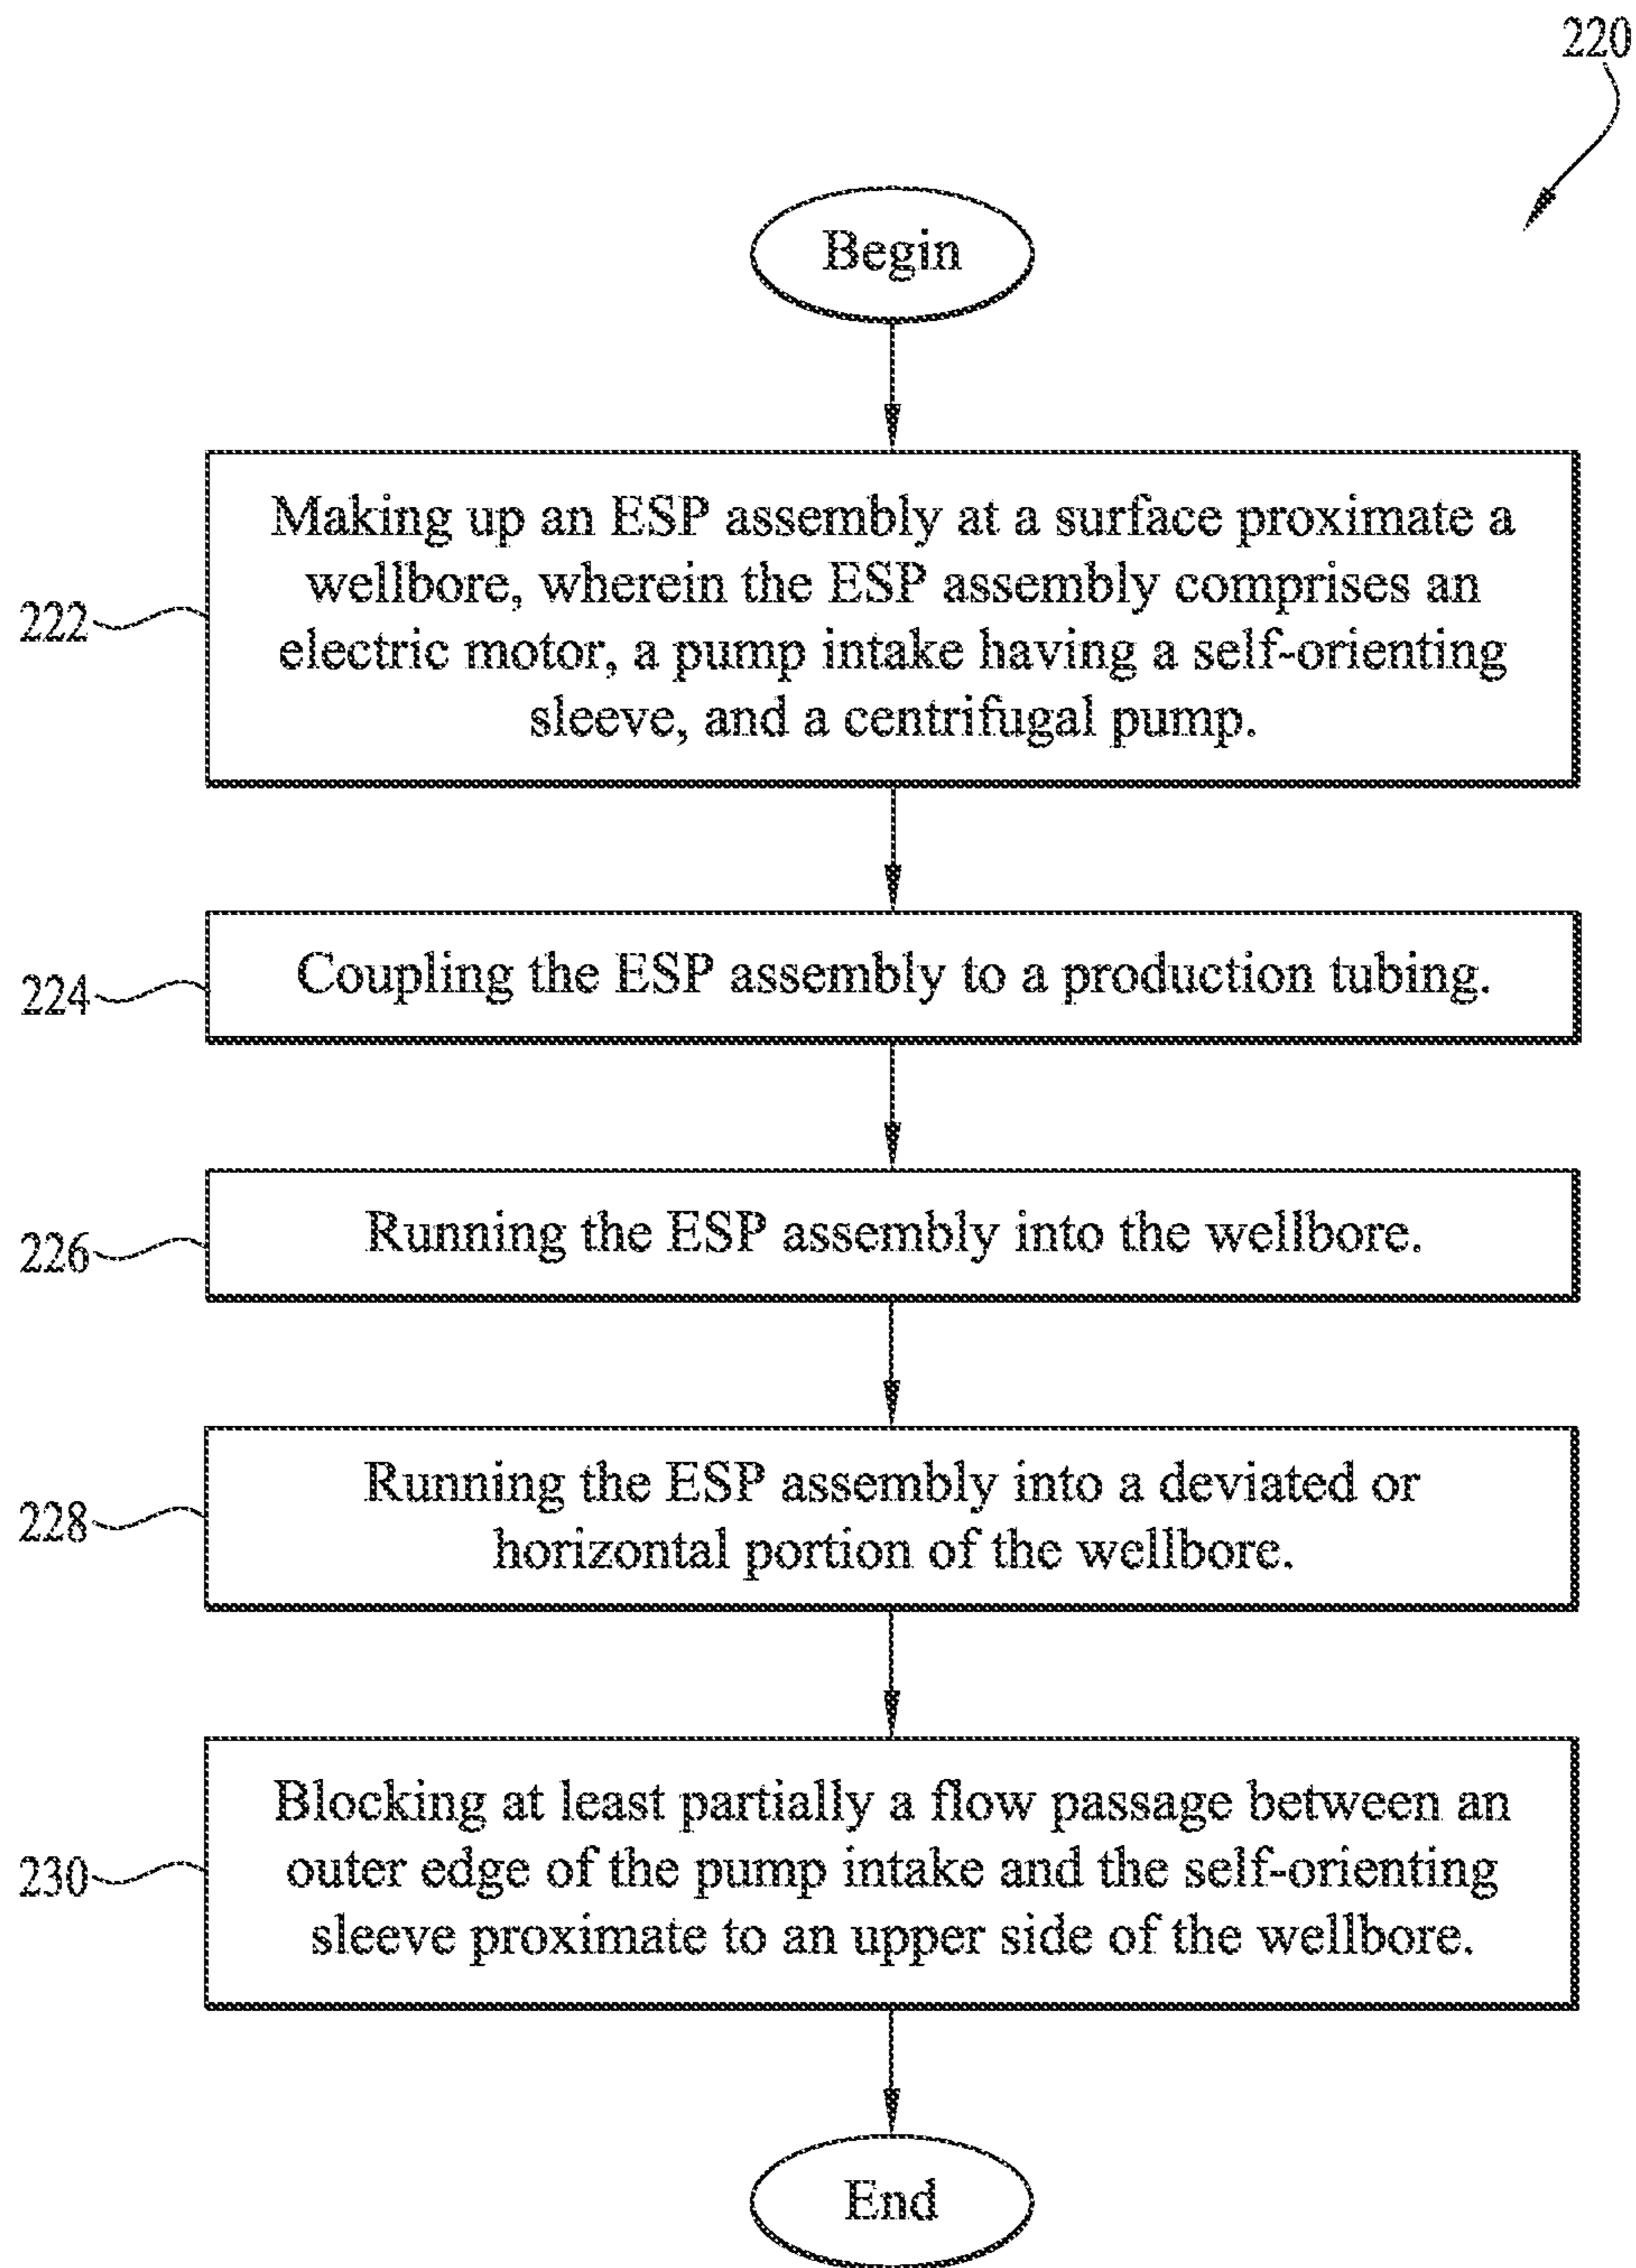 220
Begin
222
Making up an ESP assembly at a surface proximate a
wellbore, wherein the ESP assembly comprises an
electric motor, a pump intake having a self-orienting
sleeve, and a centrifugal pump.
224
Coupling the ESP assembly to a production tubing.
226
Running the ESP assembly into the wellbore.
228
Running the ESP assembly into a deviated or
horizontal portion of the wellbore.
230
Blocking at least partially a flow passage between an
outer edge of the pump intake and the self-orienting
sleeve proximate to an upper side of the wellbore.
End